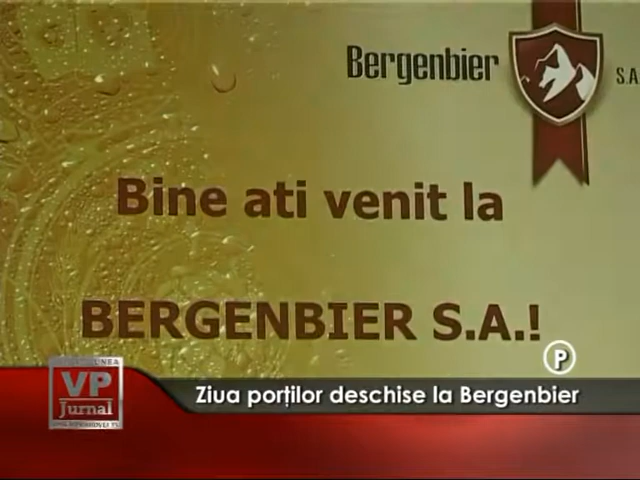 Bergenbier
S.A
Bine ati venit la
BERGENBIER S.A.!
P
Ziua porților deschise la Bergenbier
VP
Jurnal